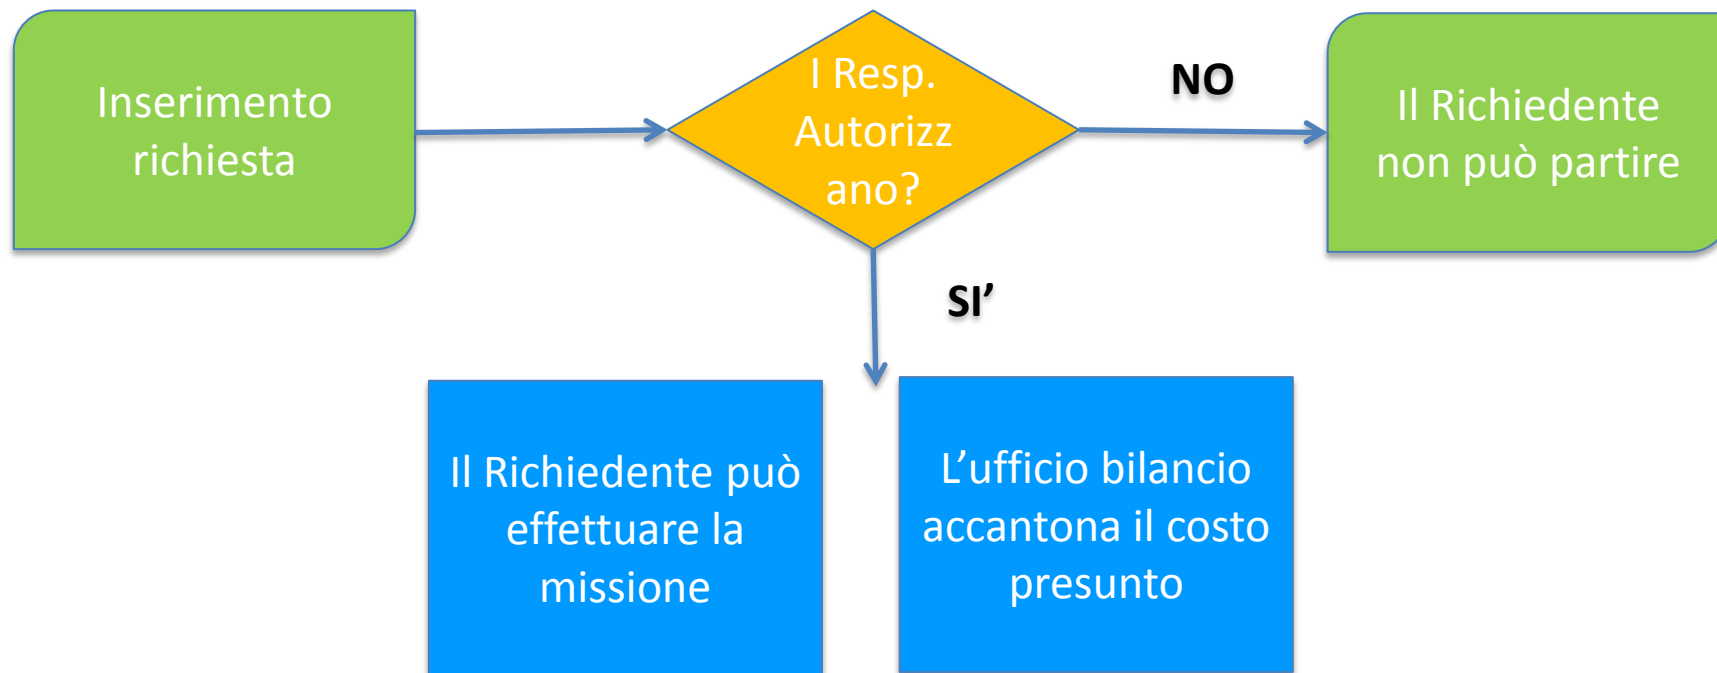 Inserimento
richiesta
I Resp.
Autorizz
ano?
NO
Il Richiedente
non può partire
SI’
Il Richiedente può
effettuare la
missione
L’ufficio bilancio
accantona il costo
presunto